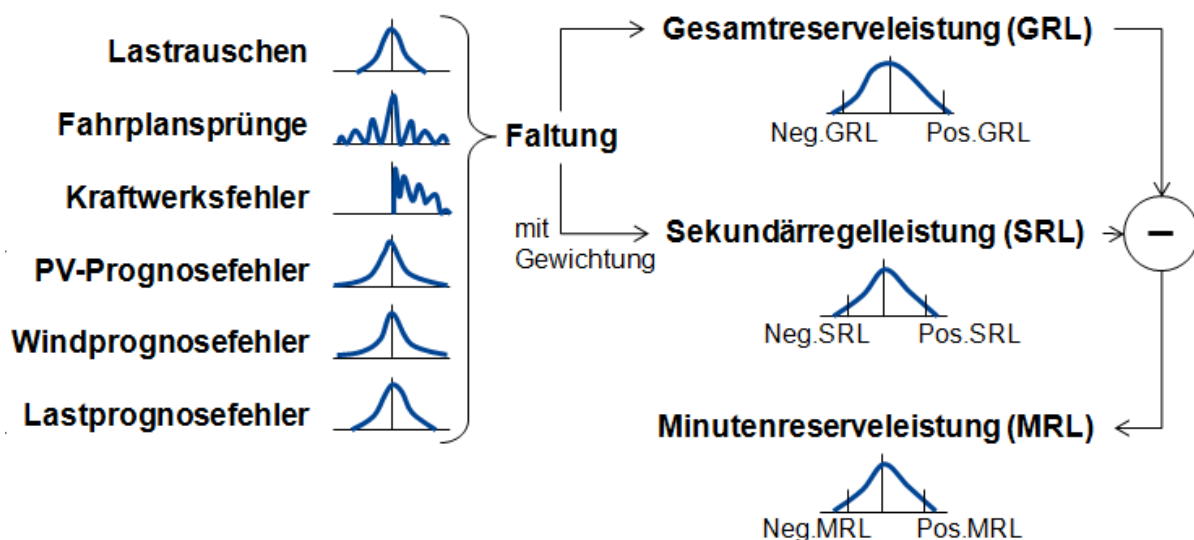 Lastrauschen
Fahrplansprünge
Kraftwerksfehler
PV-Prognosefehler
Windprognosefehler
Lastprognosefehler
Faltung
mit
Gewichtung
Gesamtreserveleistung (GRL)
Neg.GRL Pos.GRL
Sekundärregelleistung (SRL)
Neg.SRL Pos.SRL
–
Minutenreserveleistung (MRL)
Neg.MRL Pos.MRL